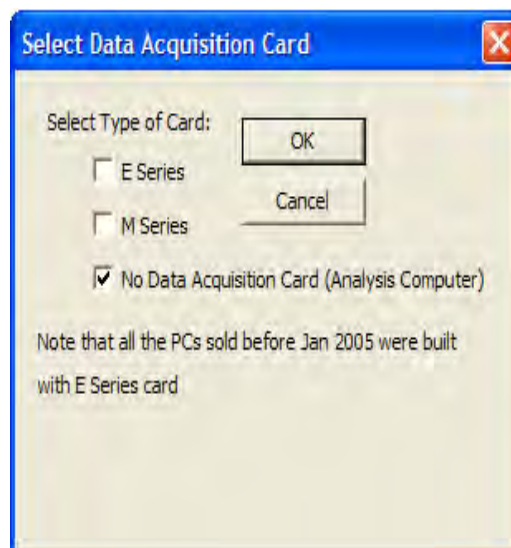 Select Data Acquisition Card
Select Type of Card:
OK
E Series
Cancel
M Series
No Data Acquisition Card (Analysis Computer)
Note that all the PCs sold before Jan 2005 were built
with E Series card